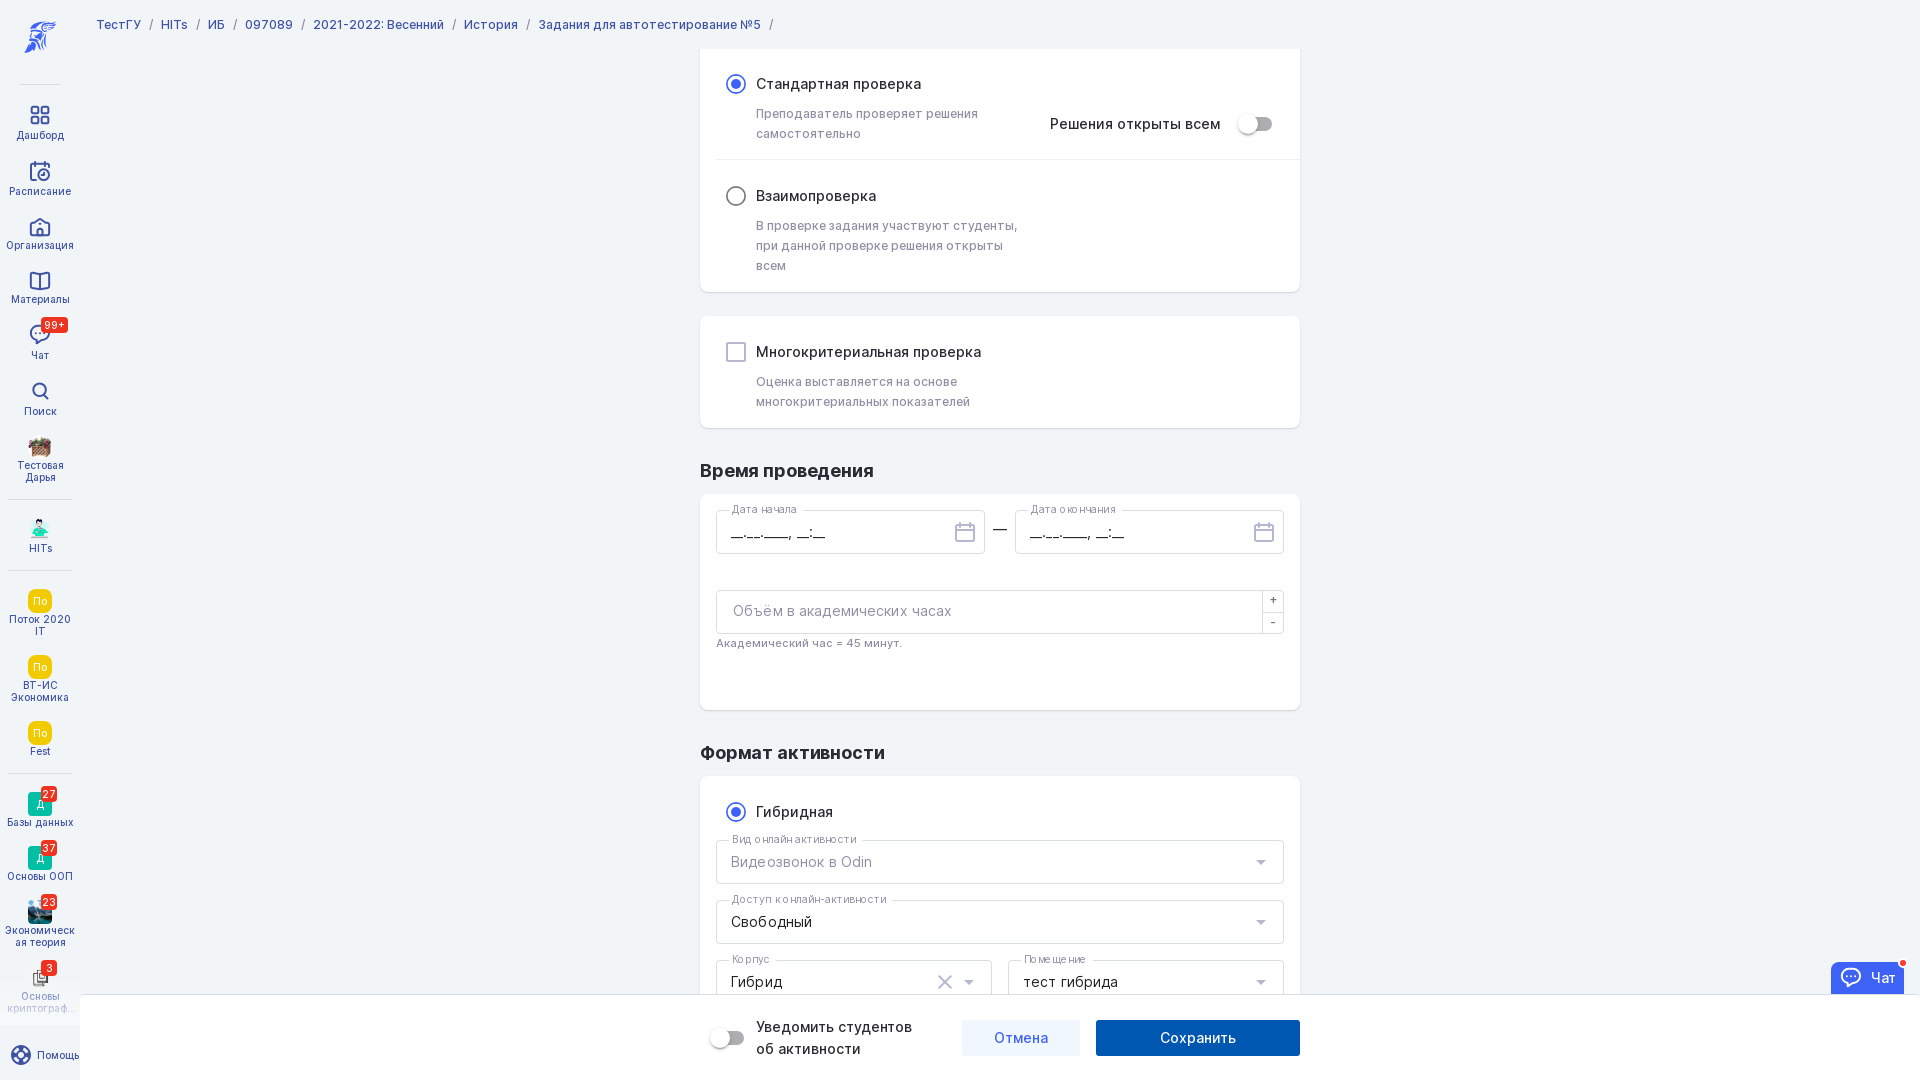 ТестГУ / HITs / ИБ / 097089 / 2021-2022: Весенний / История / Задания для автотестирование №5 /
Дашборд
Расписание
Организация
Материалы
99+
Чат
Поиск
Тестовая
Дарья
HITs
По
Поток 2020
IT
По
ВТ-ИС
Экономика
По
Fest
27
Д
Базы данных
37
Д
Основы ООП
23
Экономическ
ая теория
3
Основы
криптограф...
Помощь
Стандартная проверка
Преподаватель проверяет решения
самостоятельно
Решения открыты всем
Взаимопроверка
В проверке задания участвуют студенты,
при данной проверке решения открыты
всем
Многокритериальная проверка
Оценка выставляется на основе
многокритериальных показателей
Время проведения
Дата начала
__.__.____, __:__
—
Дата окончания
__.__.____, __:__
Объём в академических часах
+
-
Академический час = 45 минут.
Формат активности
Гибридная
Вид онлайн активности
Видеозвонок в Odin
Доступ к онлайн-активности
Свободный
Корпус
Гибрид
Помещение
тест гибрида
Чат
Уведомить студентов
об активности
Отмена
Сохранить